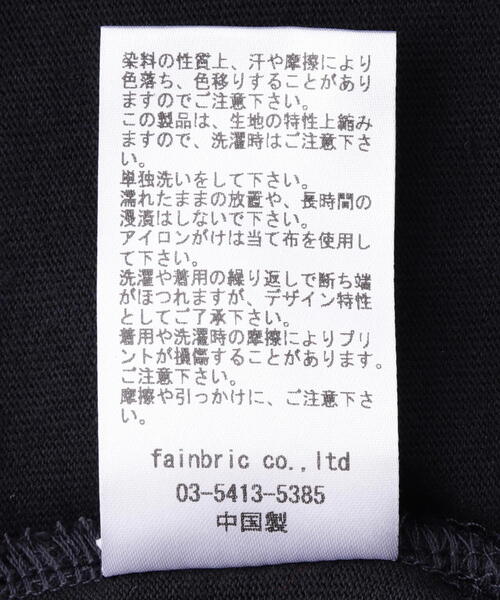 染料の性質上、汗や摩擦により
色落ち、色移りすることがあり
ますのでご注意下さい。
この製品は、生地の特性上縮み
ますので、洗濯時はご注意下さ
い。
単独洗いをして下さい。
濡れたままの放置や、長時間の
浸漬はしないで下さい。
アイロンがけは当て布を使用し
て下さい。
洗濯や着用の繰り返しで断ち端
がほつれますが、デザイン特性
としてご了承下さい。
着用や洗濯時の摩擦によりプリ
ントが損傷することがあります。
ご注意下さい。
摩擦や引っかけに、ご注意下さ
い。
fainbric co.,ltd
03-5413-5385
中国製